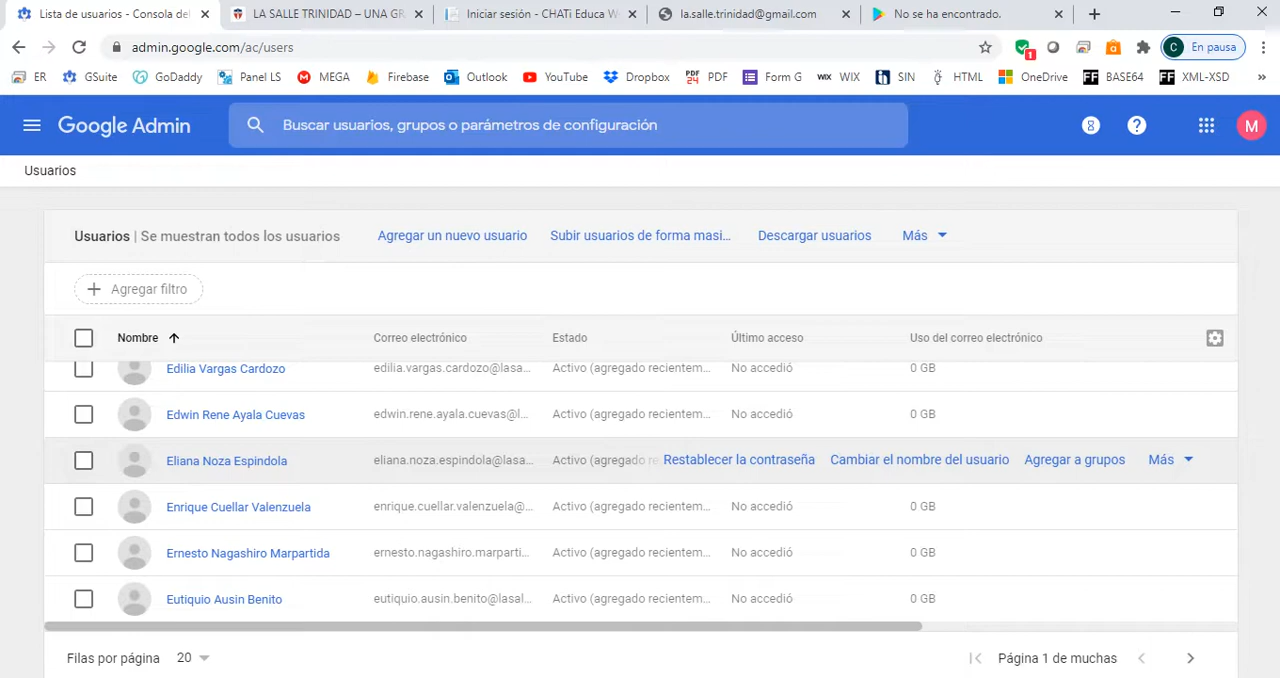 Lista de usuarios - Consola del
LA SALLE TRINIDAD – UNA GR
Iniciar sesión - CHATi Educa W
la.salle.trinidad@gmail.com
No se ha encontrado.
admin.google.com/ac/users
1
C En pausa
ER GSuite GoDaddy Panel LS MEGA Firebase Outlook YouTube Dropbox PDF Form G WIX SIN HTML OneDrive BASE64 XML-XSD »
Google Admin
Buscar usuarios, grupos o parámetros de configuración
M
Usuarios
Usuarios | Se muestran todos los usuarios
Agregar un nuevo usuario Subir usuarios de forma masi... Descargar usuarios Más
Agregar filtro
Nombre Correo electrónico Estado Último acceso Uso del correo electrónico
Edilia Vargas Cardozo edilia.vargas.cardozo@lasa... Activo (agregado recientem... No accedió 0 GB
Edwin Rene Ayala Cuevas edwin.rene.ayala.cuevas@l... Activo (agregado recientem... No accedió 0 GB
Eliana Noza Espindola eliana.noza.espindola@lasa... Activo (agregado re Restablecer la contraseña Cambiar el nombre del usuario Agregar a grupos Más
Enrique Cuellar Valenzuela enrique.cuellar.valenzuela@... Activo (agregado recientem... No accedió 0 GB
Ernesto Nagashiro Marpartida ernesto.nagashiro.marparti... Activo (agregado recientem... No accedió 0 GB
Eutiquio Ausin Benito eutiquio.ausin.benito@lasal... Activo (agregado recientem... No accedió 0 GB
Filas por página 20 Página 1 de muchas